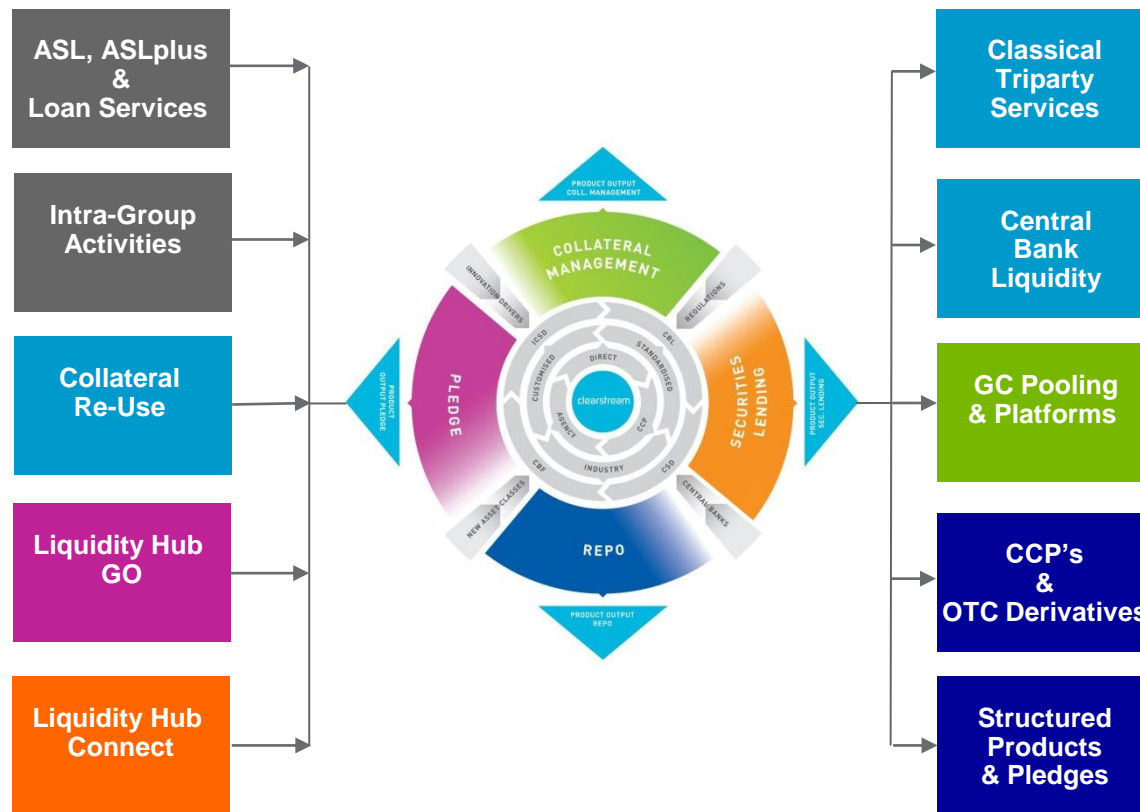 ASL, ASLplus
&
Loan Services
Intra-Group
Activities
Collateral
Re-Use
Liquidity Hub
GO
Liquidity Hub
Connect
PRODUCT OUTPUT
COLL. MANAGEMENT
COLLATERAL
MANAGEMENT
INNOVATION DRIVERS
REGULATIONS
ICSD
CBL
CUSTOMISED
STANDARDISED
DIRECT
PRODUCT
OUTPUT PLEDGE
PLEDGE
clearstream
SECURITIES
LENDING
PRODUCT OUTPUT
SEC. LENDING
AGENCY
CCP
INDUSTRY
CBF
CSD
NEW ASSET CLASSES
CENTRAL BANKS
REPO
PRODUCT OUTPUT
REPO
Classical
Triparty
Services
Central
Bank
Liquidity
GC Pooling
& Platforms
CCP's
&
OTC Derivatives
Structured
Products
& Pledges